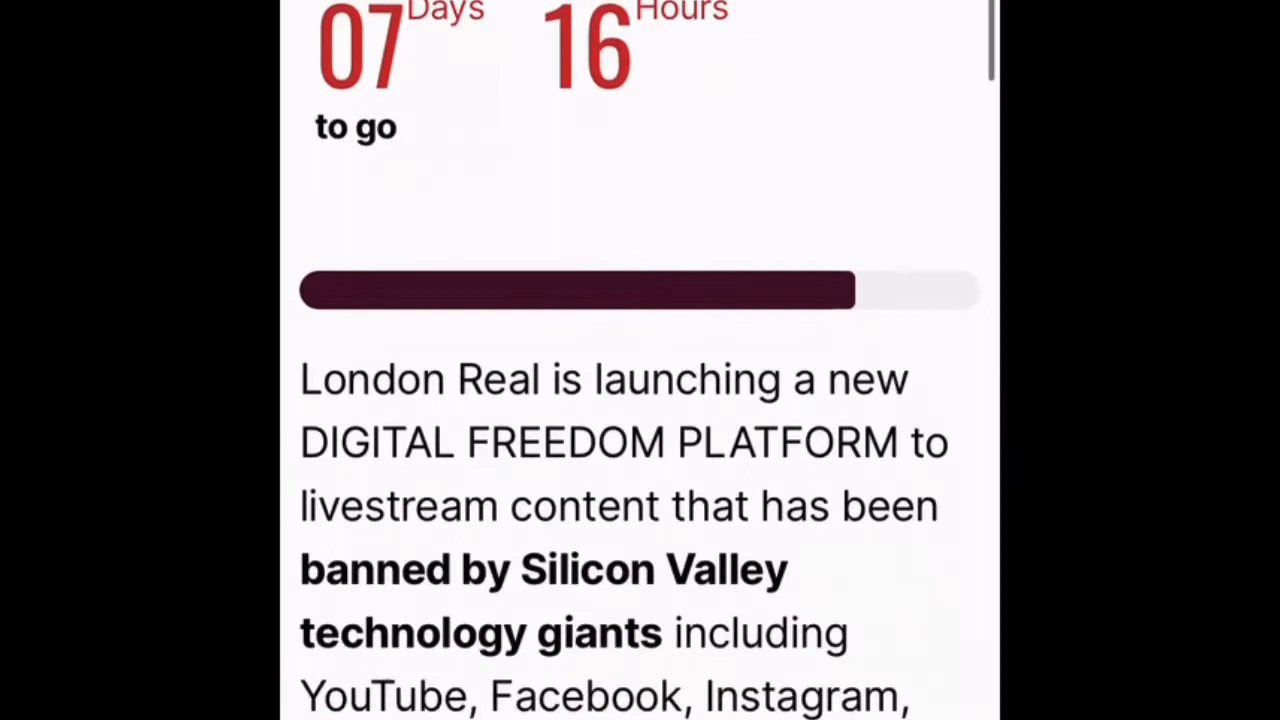 07 Days 16 Hours
to go
London Real is launching a new
DIGITAL FREEDOM PLATFORM to
livestream content that has been
banned by Silicon Valley
technology giants including
YouTube, Facebook, Instagram,